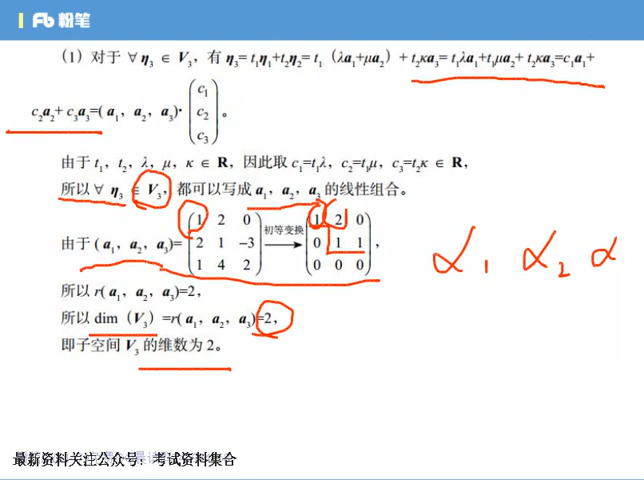 粉笔
(1) 对于 ∀ η₃ ∈ V₃, 有 η₃= t₁η₁+t₂η₂= t₁ (λa₁+μa₂) + t₂κa₃= t₁λa₁+t₁μa₂+ t₂κa₃=c₁a₁+
c₂a₂+ c₃a₃=( a₁, a₂, a₃)·(c₁ c₂ c₃)。
由于 t₁, t₂, λ, μ, κ ∈ R, 因此取 c₁=t₁λ, c₂=t₁μ, c₃=t₂κ ∈ R,
所以 ∀ η₃ ∈ V₃, 都可以写成 a₁, a₂, a₃ 的线性组合。
1 2 0 初等变换 1 2 0
由于 ( a₁, a₂, a₃)= 2 1 −3 → 0 1 1 ,
1 4 2 0 0 0
α₁ α₂ α
所以 r( a₁, a₂, a₃)=2,
所以 dim (V₃) =r( a₁, a₂, a₃)=2,
即子空间 V₃ 的维数为 2。
最新资料关注公众号：考试资料集合